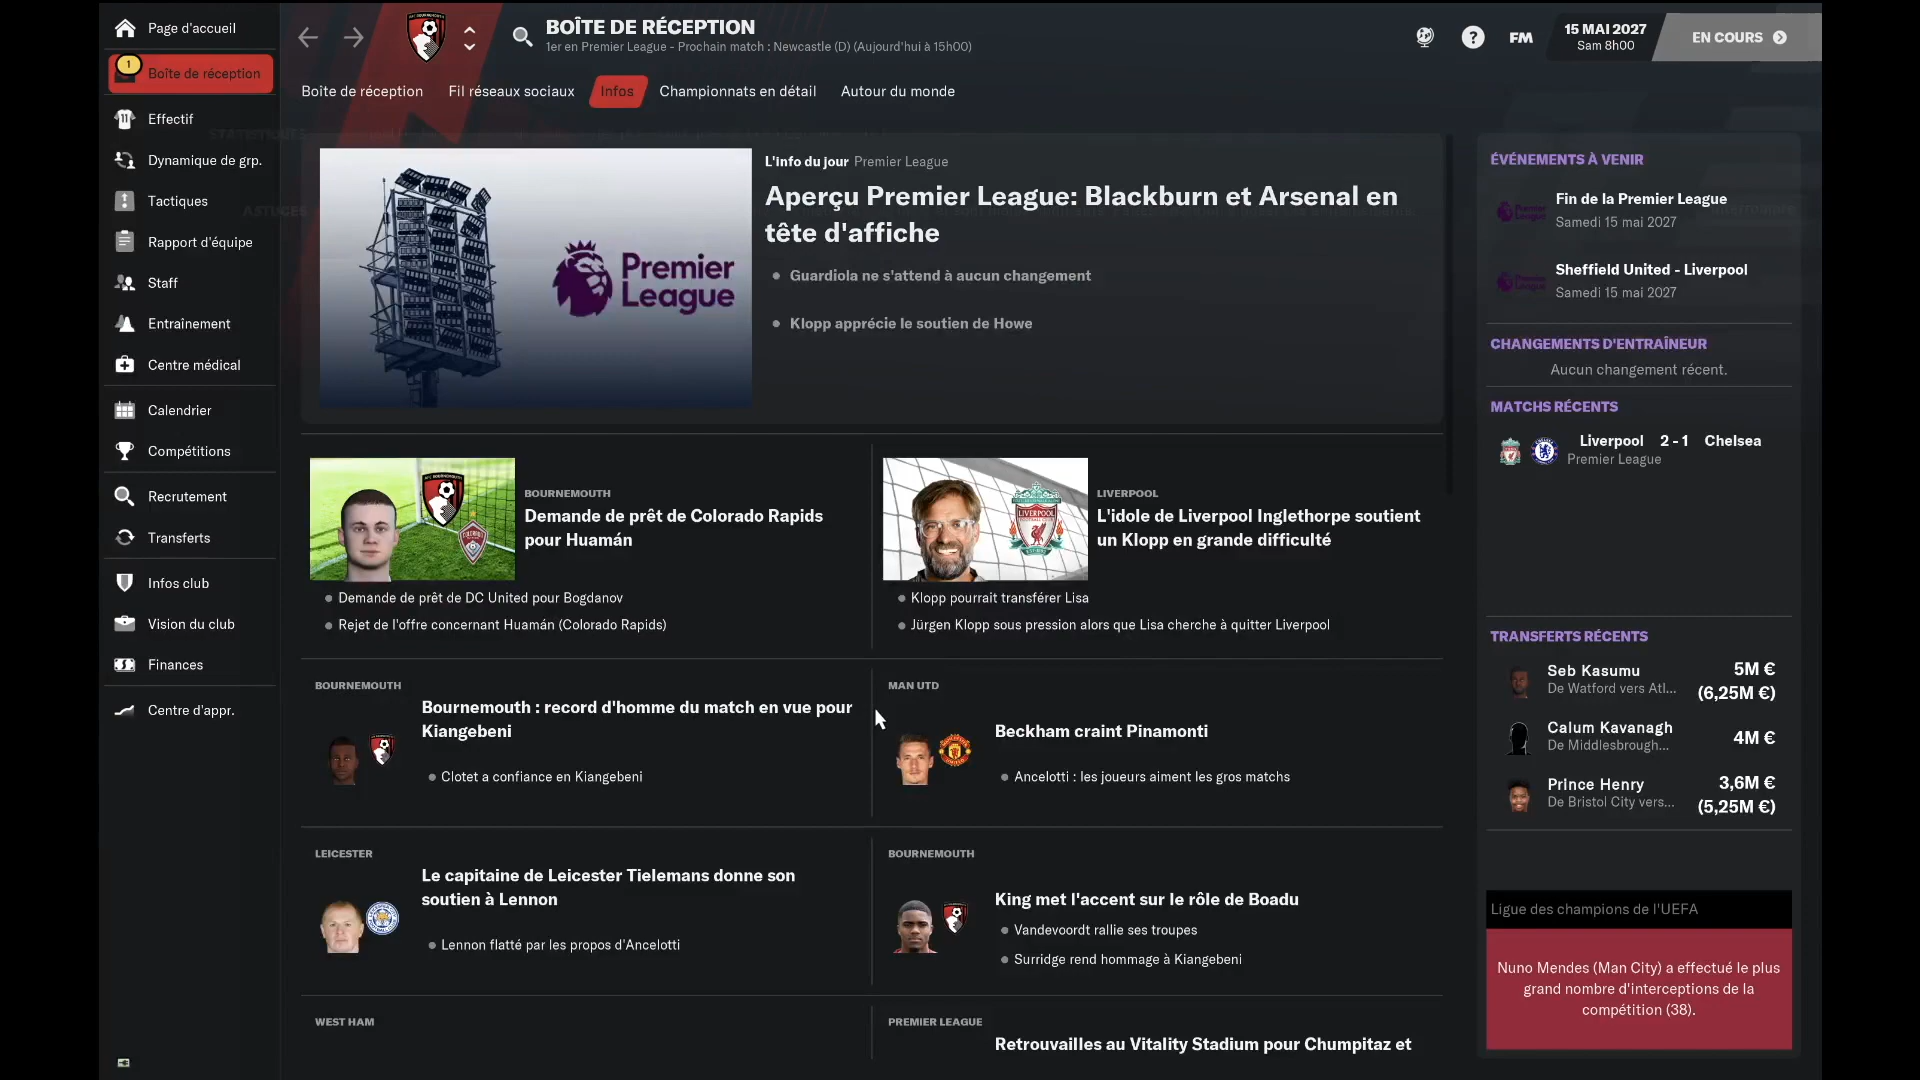 Page d'accueil
1
Boîte de réception
Effectif
Dynamique de grp.
Tactiques
Rapport d'équipe
Staff
Entraînement
Centre médical
Calendrier
Compétitions
Recrutement
Transferts
Infos club
Vision du club
Finances
Centre d'appr.
BOÎTE DE RÉCEPTION
1er en Premier League - Prochain match : Newcastle (D) (Aujourd'hui à 15h00)
?
FM
15 MAI 2027
Sam 8h00
EN COURS
Boite de réception
Fil réseaux sociaux
Infos
Championnats en détail
Autour du monde
STATISTIQUES
ASTUCES
Premier
League
L'info du jour Premier League
Aperçu Premier League: Blackburn et Arsenal en
tête d'affiche
Guardiola ne s'attend à aucun changement
Klopp apprécie le soutien de Howe
BOURNEMOUTH
Demande de prêt de Colorado Rapids
pour Huamán
Demande de prêt de DC United pour Bogdanov
Rejet de l'offre concernant Huamán (Colorado Rapids)
LIVERPOOL
L'idole de Liverpool Inglethorpe soutient
un Klopp en grande difficulté
Klopp pourrait transférer Lisa
Jürgen Klopp sous pression alors que Lisa cherche à quitter Liverpool
BOURNEMOUTH
Bournemouth : record d'homme du match en vue pour
Kiangebeni
Clotet a confiance en Kiangebeni
MAN UTD
Beckham craint Pinamonti
Ancelotti : les joueurs aiment les gros matchs
LEICESTER
Le capitaine de Leicester Tielemans donne son
soutien à Lennon
Lennon flatté par les propos d'Ancelotti
BOURNEMOUTH
King met l'accent sur le rôle de Boadu
Vandevoordt rallie ses troupes
Surridge rend hommage à Kiangebeni
WEST HAM
PREMIER LEAGUE
Retrouvailles au Vitality Stadium pour Chumpitaz et
ÉVÉNEMENTS À VENIR
Fin de la Premier League
Samedi 15 mai 2027
Sheffield United - Liverpool
Samedi 15 mai 2027
CHANGEMENTS D'ENTRAÎNEUR
Aucun changement récent.
MATCHS RÉCENTS
Liverpool 2 - 1 Chelsea
Premier League
TRANSFERTS RÉCENTS
Seb Kasumu 5M €
De Watford vers Atl... (6,25M €)
Calum Kavanagh 4M €
De Middlesbrough...
Prince Henry 3,6M €
De Bristol City vers... (5,25M €)
Ligue des champions de l'UEFA
Nuno Mendes (Man City) a effectué le plus
grand nombre d'interceptions de la
compétition (38).